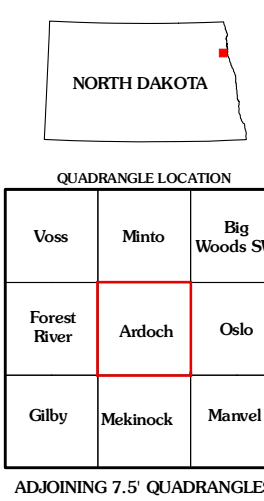 NORTH DAKOTA
QUADRANGLE LOCATION
Voss Minto Big
Woods SW
Forest
River Ardoch Oslo
Gilby Mekinock Manvel
ADJOINING 7.5' QUADRANGLES